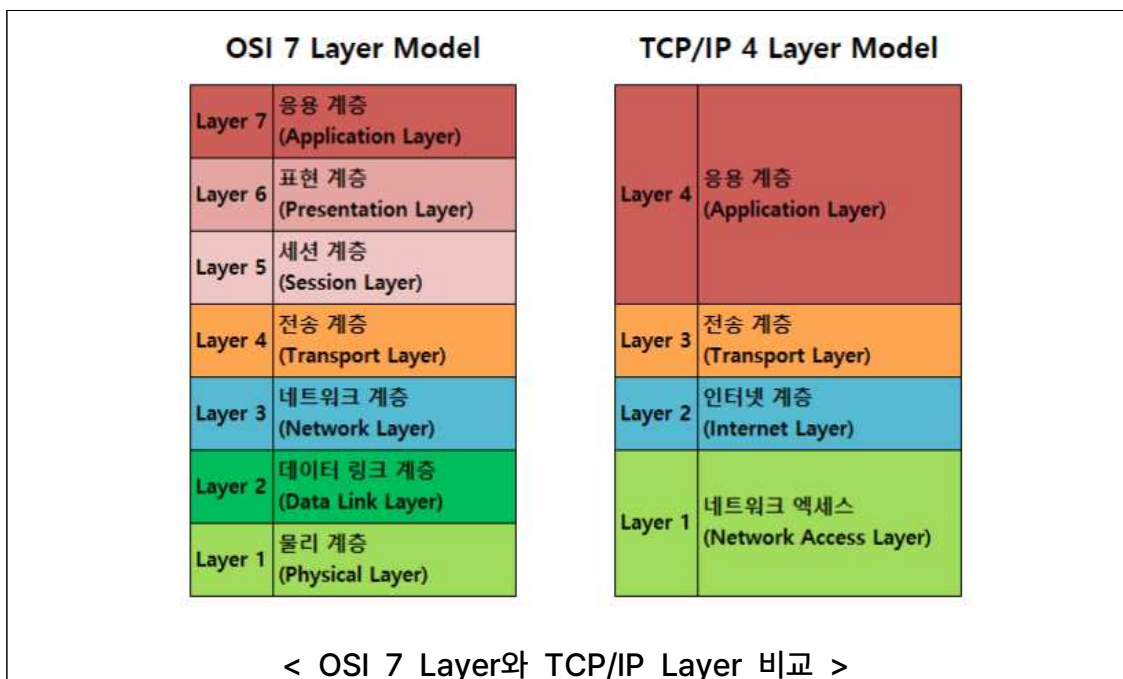 OSI 7 Layer Model
Layer 7
응용 계층
(Application Layer)
Layer 6
표현 계층
(Presentation Layer)
Layer 5
세션 계층
(Session Layer)
Layer 4
전송 계층
(Transport Layer)
Layer 3
네트워크 계층
(Network Layer)
Layer 2
데이터 링크 계층
(Data Link Layer)
Layer 1
물리 계층
(Physical Layer)
TCP/IP 4 Layer Model
Layer 4
응용 계층
(Application Layer)
Layer 3
전송 계층
(Transport Layer)
Layer 2
인터넷 계층
(Internet Layer)
Layer 1
네트워크 엑세스
(Network Access Layer)
< OSI 7 Layer와 TCP/IP Layer 비교 >